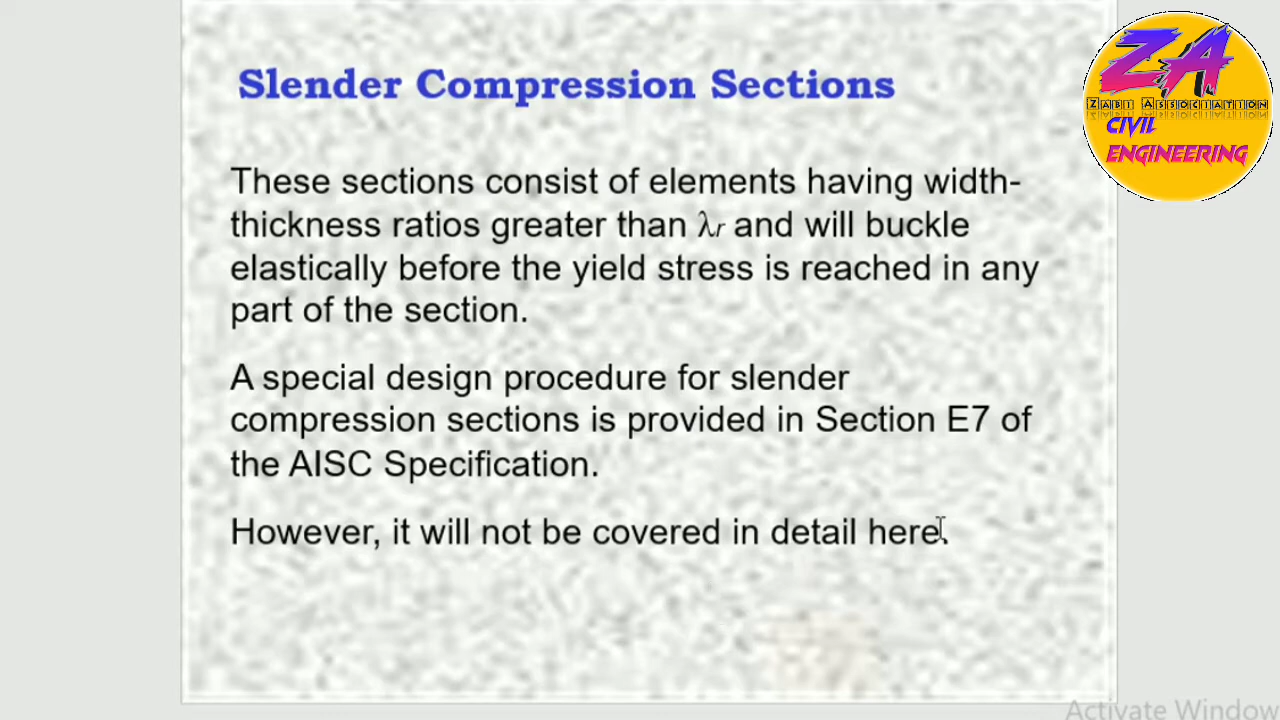 Slender Compression Sections
These sections consist of elements having width-
thickness ratios greater than λr and will buckle
elastically before the yield stress is reached in any
part of the section.
A special design procedure for slender
compression sections is provided in Section E7 of
the AISC Specification.
However, it will not be covered in detail here.
ZA
ZABI ASSOCIATION
CIVIL
ENGINEERING
Activate Window